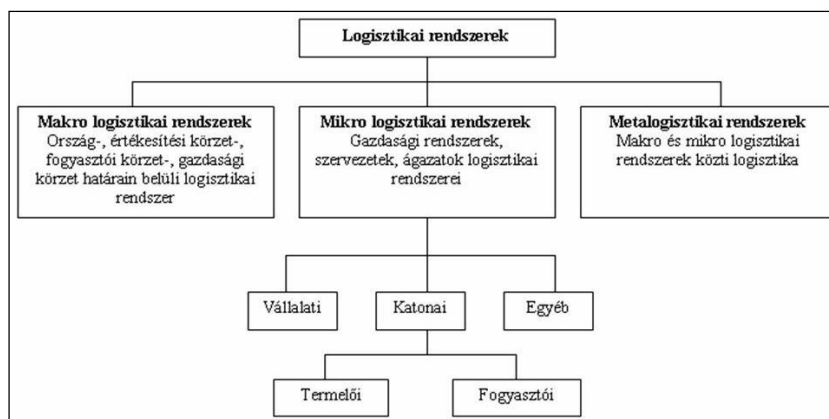 Logisztikai rendszerek
Makro logisztikai rendszerek
Ország-, értékesítési körzet-,
fogyasztói körzet-, gazdasági
körzet határain belüli logisztikai
rendszer
Mikro logisztikai rendszerek
Gazdasági rendszerek,
szervezetek, ágazatok logisztikai
rendszerei
Metalogisztikai rendszerek
Makro és mikro logisztikai
rendszerek közti logisztika
Vállalati
Katonai
Egyéb
Termelői
Fogyasztói